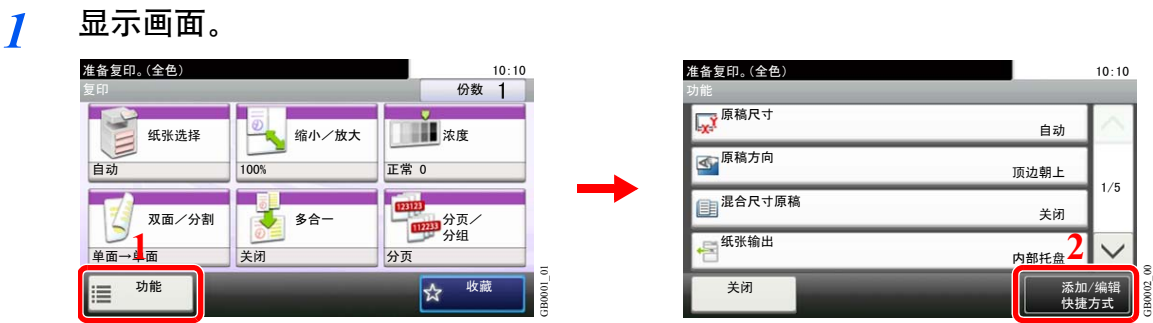 1 显示画面。
准备复印。(全色) 10:10
复印 份数 1
纸张选择
自动
缩小／放大
100%
浓度
正常 0
双面／分割
单面→单面
多合一
关闭
123123
112233
分页／
分组
分页
1
功能
收藏
GB0001_01
准备复印。(全色) 10:10
功能
原稿尺寸
自动
原稿方向
顶边朝上
混合尺寸原稿
关闭
纸张输出
内部托盘
1/5
2
关闭
添加/编辑
快捷方式
GB0002_00